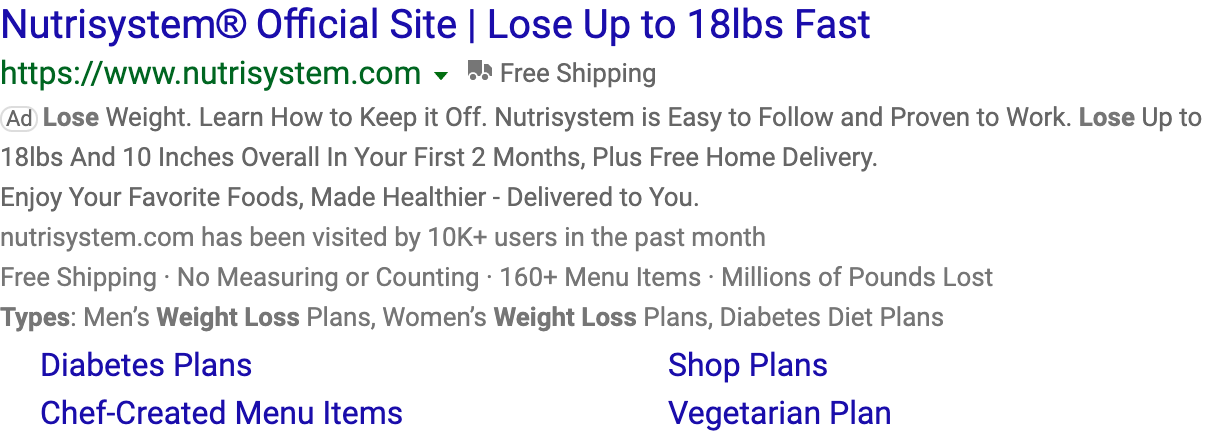 Nutrisystem® Official Site | Lose Up to 18lbs Fast
https://www.nutrisystem.com Free Shipping
Ad Lose Weight. Learn How to Keep it Off. Nutrisystem is Easy to Follow and Proven to Work. Lose Up to
18lbs And 10 Inches Overall In Your First 2 Months, Plus Free Home Delivery.
Enjoy Your Favorite Foods, Made Healthier - Delivered to You.
nutrisystem.com has been visited by 10K+ users in the past month
Free Shipping · No Measuring or Counting · 160+ Menu Items · Millions of Pounds Lost
Types: Men’s Weight Loss Plans, Women’s Weight Loss Plans, Diabetes Diet Plans
Diabetes Plans Shop Plans
Chef-Created Menu Items Vegetarian Plan